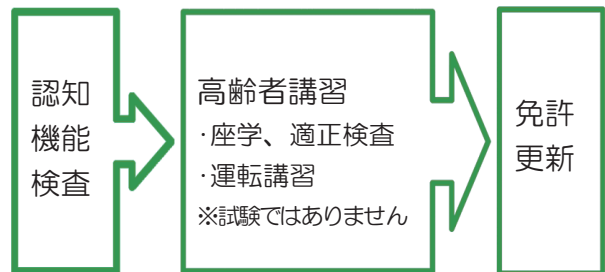 認知
機能
検査
高齢者講習
・座学、適正検査
・運転講習
※試験ではありません
免許
更新